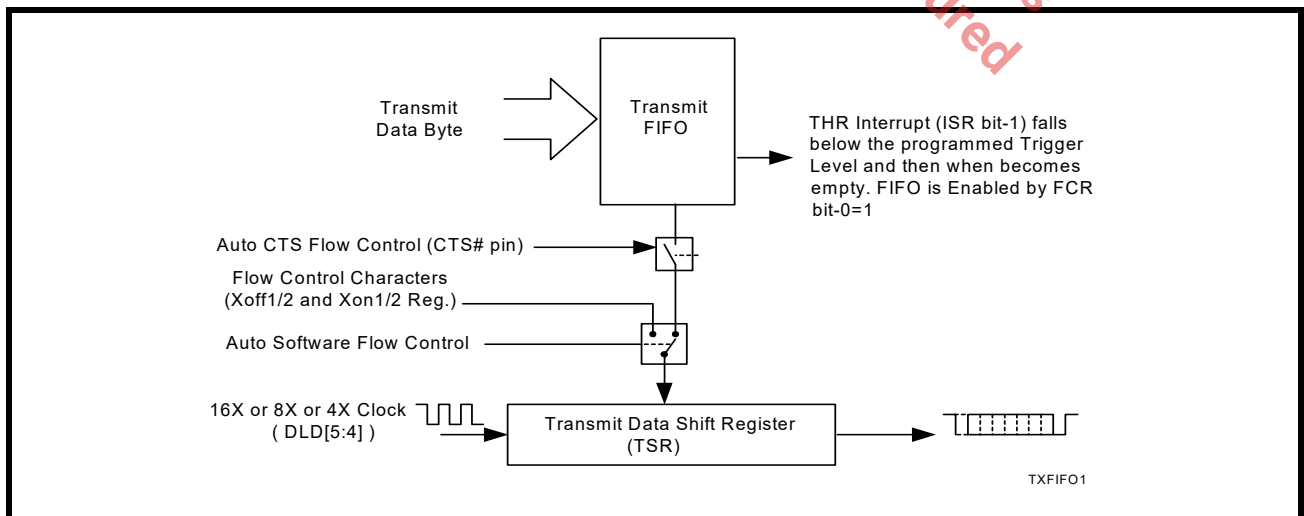 Transmit
Data Byte
Transmit
FIFO
THR Interrupt (ISR bit-1) falls
below the programmed Trigger
Level and then when becomes
empty. FIFO is Enabled by FCR
bit-0=1
Auto CTS Flow Control (CTS# pin)
Flow Control Characters
(Xoff1/2 and Xon1/2 Reg.)
Auto Software Flow Control
16X or 8X or 4X Clock
( DLD[5:4] )
Transmit Data Shift Register
(TSR)
TXFIFO1